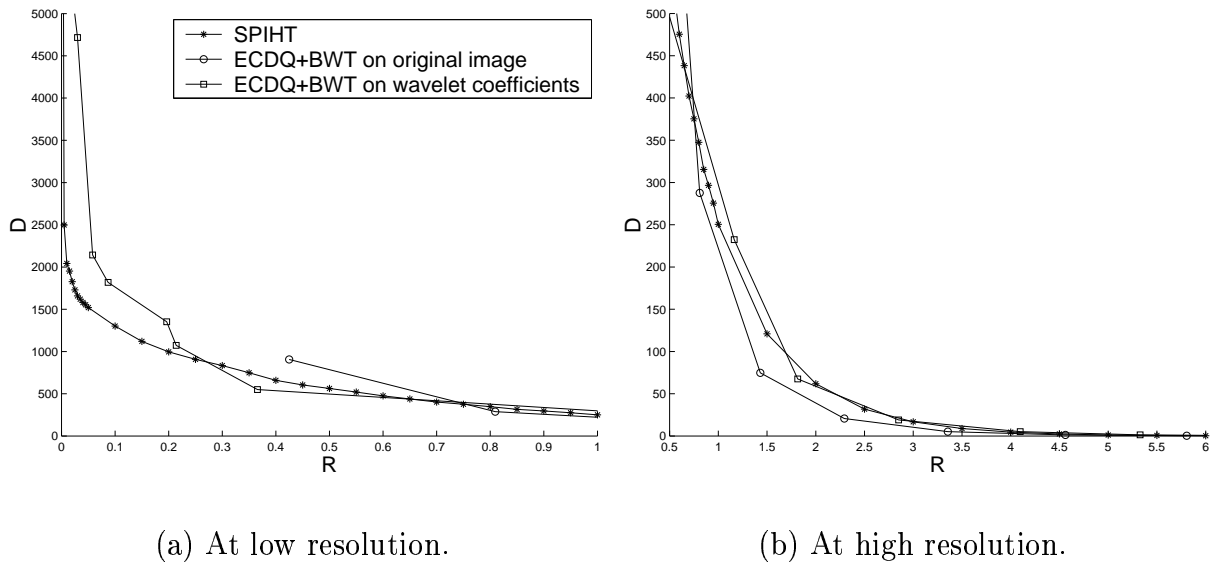 5000
4500
4000
3500
3000
2500
2000
1500
1000
500
0
D
0 0.1 0.2 0.3 0.4 0.5 0.6 0.7 0.8 0.9 1
R
SPIHT
ECDQ+BWT on original image
ECDQ+BWT on wavelet coefficients
500
450
400
350
300
250
200
150
100
50
0
D
0.5 1 1.5 2 2.5 3 3.5 4 4.5 5 5.5 6
R
(a) At low resolution.
(b) At high resolution.